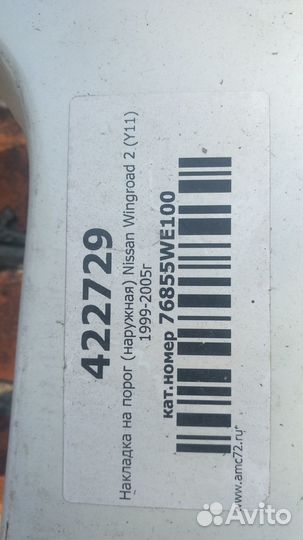 422729
Накладка на порог (наружная) Nissan Wingroad 2 (Y11)
1999-2005г
кат.номер 76855WE100
www.amc72.ru
Avito